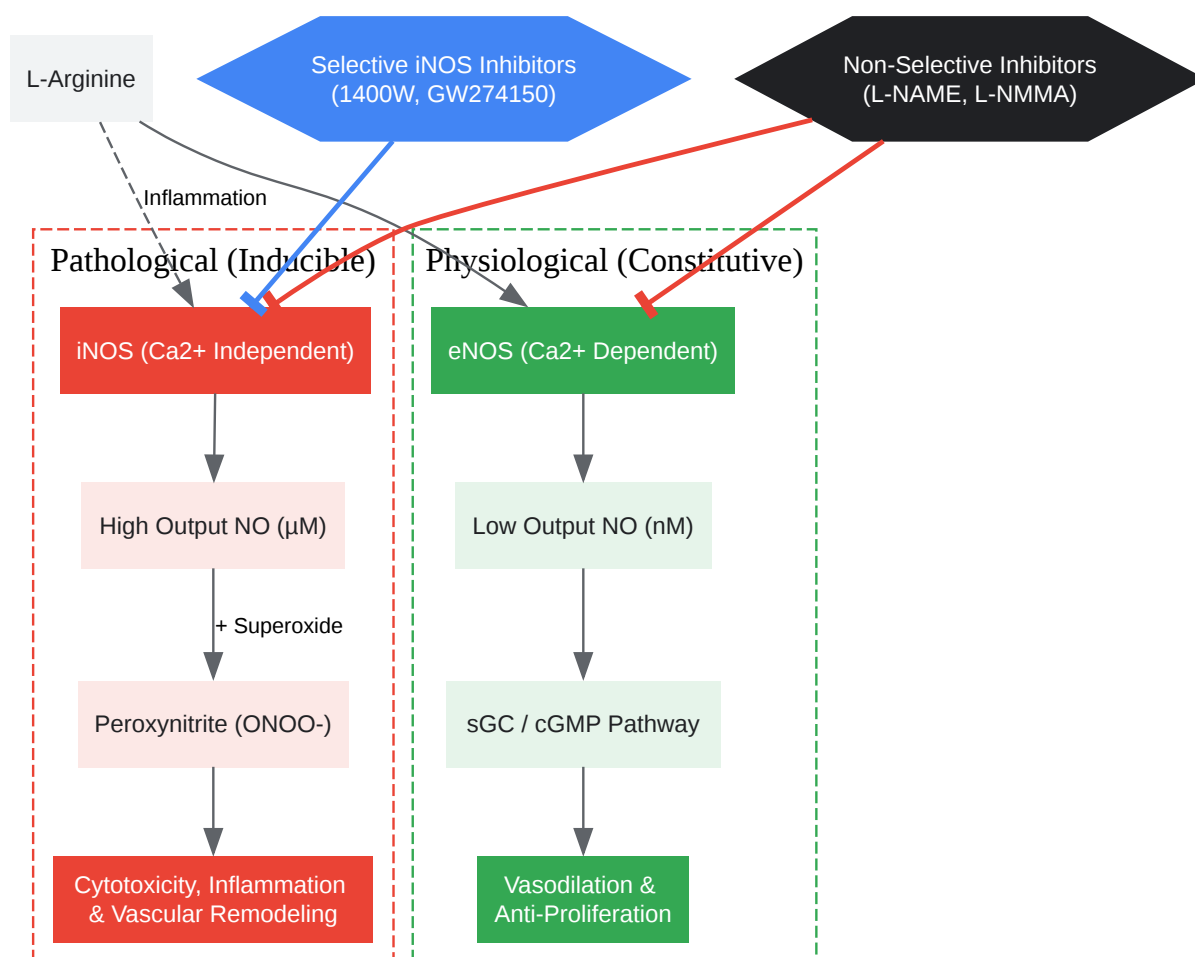 L-Arginine
Selective iNOS Inhibitors
(1400W, GW274150)
Non-Selective Inhibitors
(L-NAME, L-NMMA)
Inflammation
Pathological (Inducible)
Physiological (Constitutive)
iNOS (Ca2+ Independent)
eNOS (Ca2+ Dependent)
High Output NO (µM)
Low Output NO (nM)
+ Superoxide
Peroxynitrite (ONOO-)
sGC / cGMP Pathway
Cytotoxicity, Inflammation
& Vascular Remodeling
Vasodilation &
Anti-Proliferation